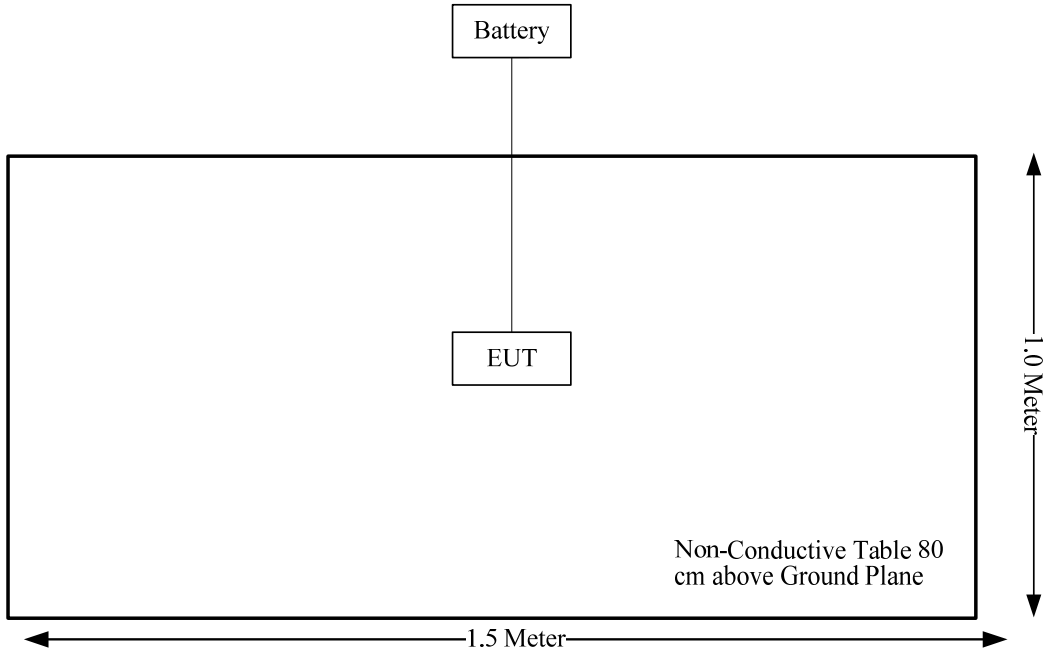 Battery
EUT
1.0 Meter
Non-Conductive Table 80
cm above Ground Plane
1.5 Meter